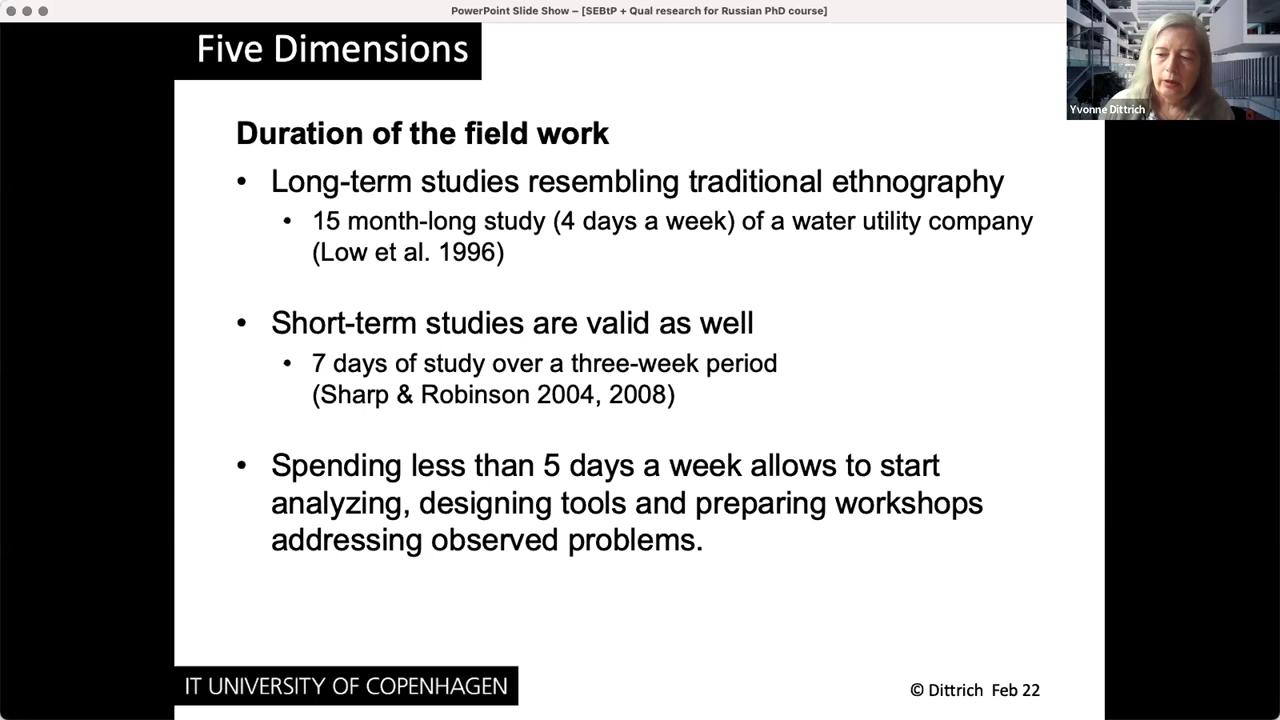 PowerPoint Slide Show – [SEBtP + Qual research for Russian PhD course]
Five Dimensions
Yvonne Dittrich
Duration of the field work
• Long-term studies resembling traditional ethnography
• 15 month-long study (4 days a week) of a water utility company
(Low et al. 1996)
• Short-term studies are valid as well
• 7 days of study over a three-week period
(Sharp & Robinson 2004, 2008)
• Spending less than 5 days a week allows to start
analyzing, designing tools and preparing workshops
addressing observed problems.
IT UNIVERSITY OF COPENHAGEN
© Dittrich Feb 22